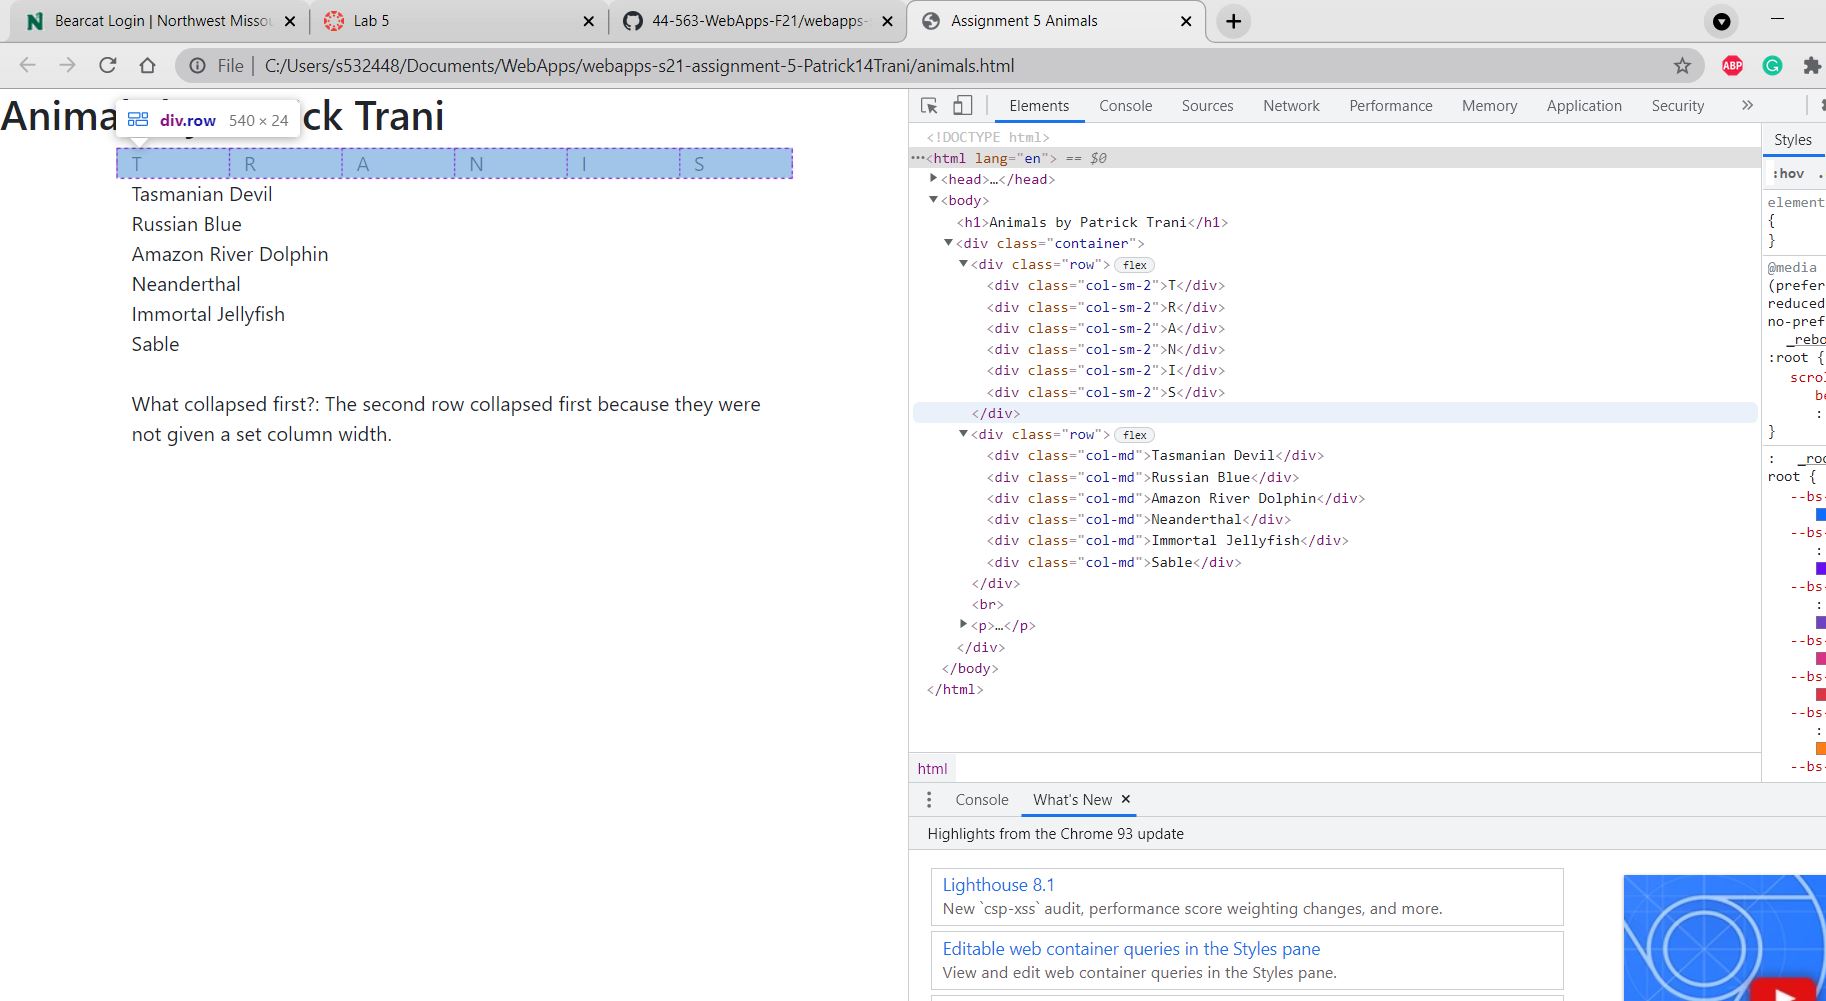 Bearcat Login | Northwest Misso
Lab 5
44-563-WebApps-F21/webapps-
Assignment 5 Animals
File | C:/Users/s532448/Documents/WebApps/webapps-s21-assignment-5-Patrick14Trani/animals.html
ABP
Anima
ck Trani
div.row 540 × 24
T R A N I S
Tasmanian Devil
Russian Blue
Amazon River Dolphin
Neanderthal
Immortal Jellyfish
Sable
What collapsed first?: The second row collapsed first because they were
not given a set column width.
Elements Console Sources Network Performance Memory Application Security »
<!DOCTYPE html>
···<html lang="en"> == $0
<head>…</head>
<body>
<h1>Animals by Patrick Trani</h1>
<div class="container">
<div class="row"> flex
<div class="col-sm-2">T</div>
<div class="col-sm-2">R</div>
<div class="col-sm-2">A</div>
<div class="col-sm-2">N</div>
<div class="col-sm-2">I</div>
<div class="col-sm-2">S</div>
</div>
<div class="row"> flex
<div class="col-md">Tasmanian Devil</div>
<div class="col-md">Russian Blue</div>
<div class="col-md">Amazon River Dolphin</div>
<div class="col-md">Neanderthal</div>
<div class="col-md">Immortal Jellyfish</div>
<div class="col-md">Sable</div>
</div>
<br>
<p>…</p>
</div>
</body>
</html>
html
Styles
:hov .
element
{
}
@media
(prefer
reduced
no-pref
_rebo
:root {
scrol
be
:
}
: _roo
root {
--bs-
--bs-
:
--bs-
:
--bs-
--bs-
--bs-
:
--bs-
Console What's New
Highlights from the Chrome 93 update
Lighthouse 8.1
New `csp-xss` audit, performance score weighting changes, and more.
Editable web container queries in the Styles pane
View and edit web container queries in the Styles pane.